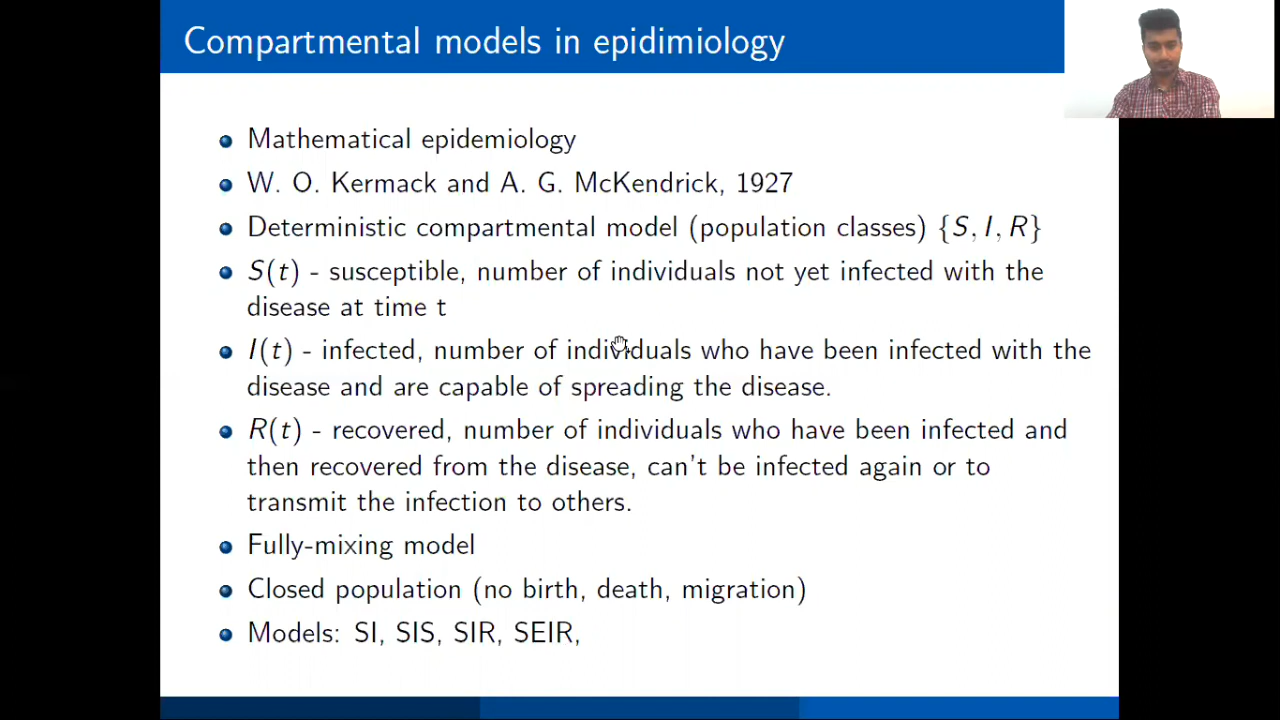 Compartmental models in epidimiology
Mathematical epidemiology
W. O. Kermack and A. G. McKendrick, 1927
Deterministic compartmental model (population classes) {S, I, R}
S(t) - susceptible, number of individuals not yet infected with the
disease at time t
I(t) - infected, number of individuals who have been infected with the
disease and are capable of spreading the disease.
R(t) - recovered, number of individuals who have been infected and
then recovered from the disease, can't be infected again or to
transmit the infection to others.
Fully-mixing model
Closed population (no birth, death, migration)
Models: SI, SIS, SIR, SEIR,